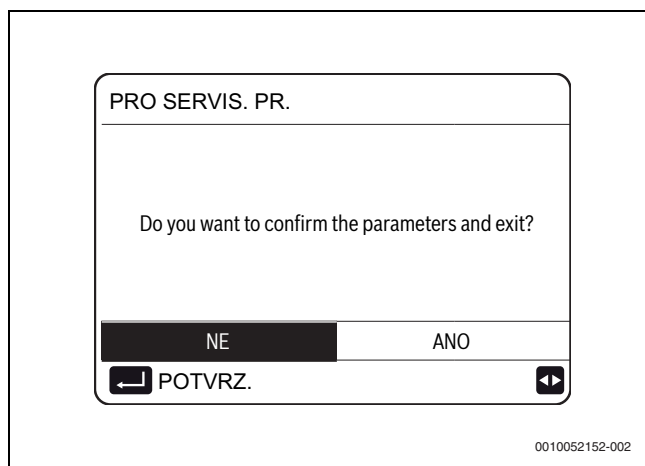 PRO SERVIS. PR.
Do you want to confirm the parameters and exit?
NE ANO
POTVRZ.
0010052152-002